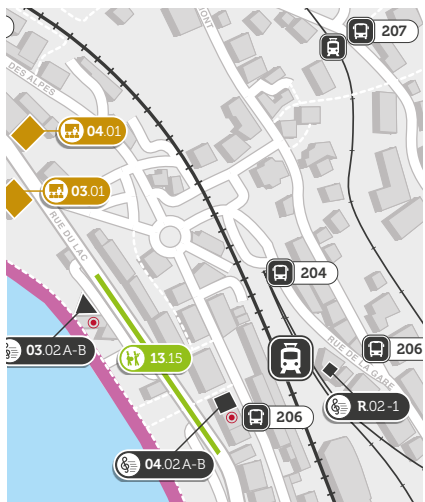 207
MONT
DES ALPES
04.01
03.01
RUE DU LAC
204
03.02 A-B
13.15
206
RUE DE LA GARE
R.02-1
206
04.02 A-B